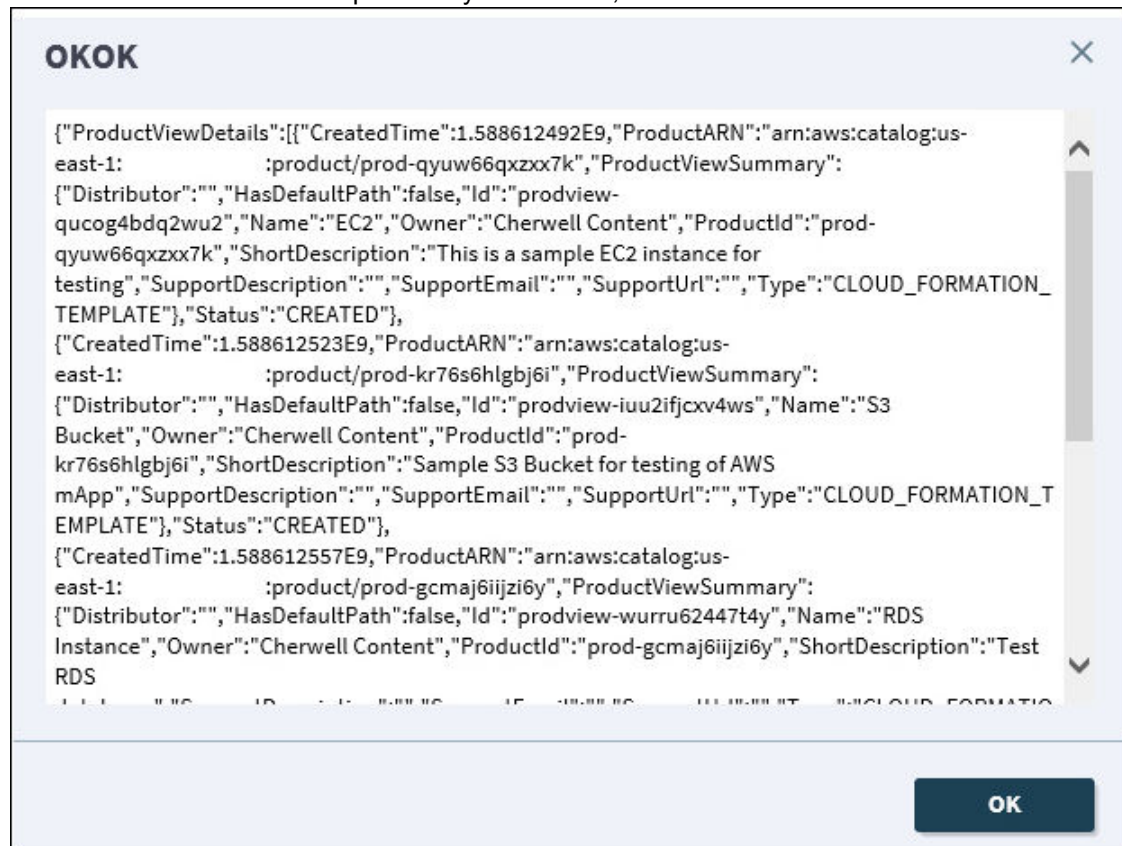 OKOK
{"ProductViewDetails":[{"CreatedTime":1.588612492E9,"ProductARN":"arn:aws:catalog:us-
east-1: :product/prod-qyuw66qxzxx7k","ProductViewSummary":
{"Distributor":"","HasDefaultPath":false,"Id":"prodview-
qucog4bdq2wu2","Name":"EC2","Owner":"Cherwell Content","ProductId":"prod-
qyuw66qxzxx7k","ShortDescription":"This is a sample EC2 instance for
testing","SupportDescription":"","SupportEmail":"","SupportUrl":"","Type":"CLOUD_FORMATION_
TEMPLATE"},"Status":"CREATED"},
{"CreatedTime":1.588612523E9,"ProductARN":"arn:aws:catalog:us-
east-1: :product/prod-kr76s6hlgbj6i","ProductViewSummary":
{"Distributor":"","HasDefaultPath":false,"Id":"prodview-iuu2ifjcxv4ws","Name":"S3
Bucket","Owner":"Cherwell Content","ProductId":"prod-
kr76s6hlgbj6i","ShortDescription":"Sample S3 Bucket for testing of AWS
mApp","SupportDescription":"","SupportEmail":"","SupportUrl":"","Type":"CLOUD_FORMATION_T
EMPLATE"},"Status":"CREATED"},
{"CreatedTime":1.588612557E9,"ProductARN":"arn:aws:catalog:us-
east-1: :product/prod-gcmaj6iijzi6y","ProductViewSummary":
{"Distributor":"","HasDefaultPath":false,"Id":"prodview-wurru62447t4y","Name":"RDS
Instance","Owner":"Cherwell Content","ProductId":"prod-gcmaj6iijzi6y","ShortDescription":"Test
RDS
OK